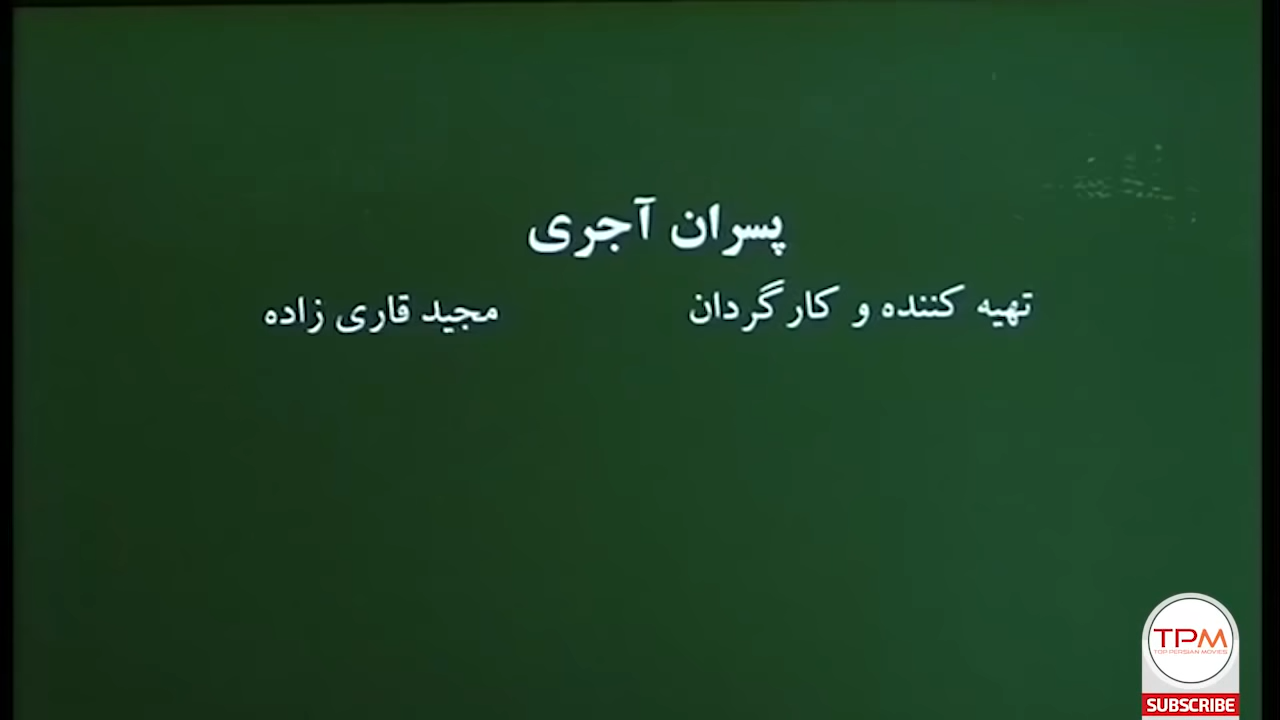 پسران آجری
تهیه کننده و کارگردان مجید قاری زاده
TPM
TOP PERSIAN MOVIES
SUBSCRIBE